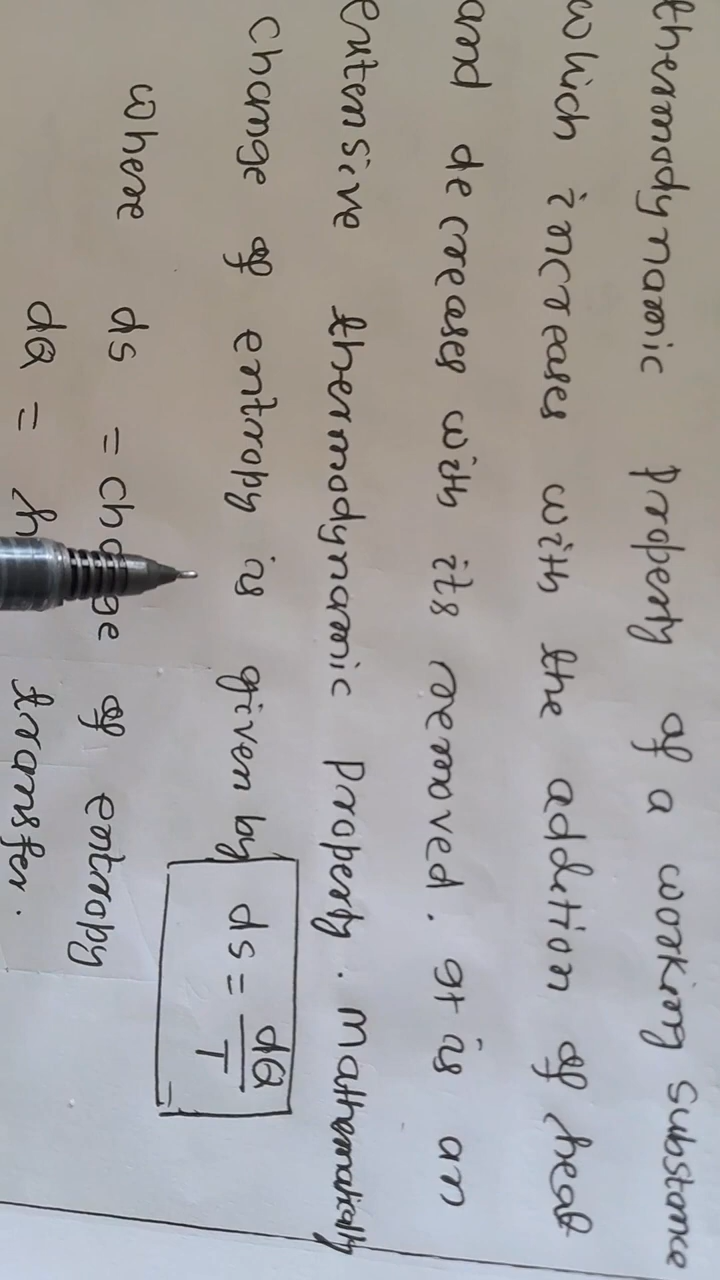 thermodynamic property of a working substance
which increases with the addition of heat
and decreases with its removed. It is an
extensive thermodynamic property. Mathematically
change of entropy is given by ds = dQ/T
where ds = change of entropy
dQ = transfer.